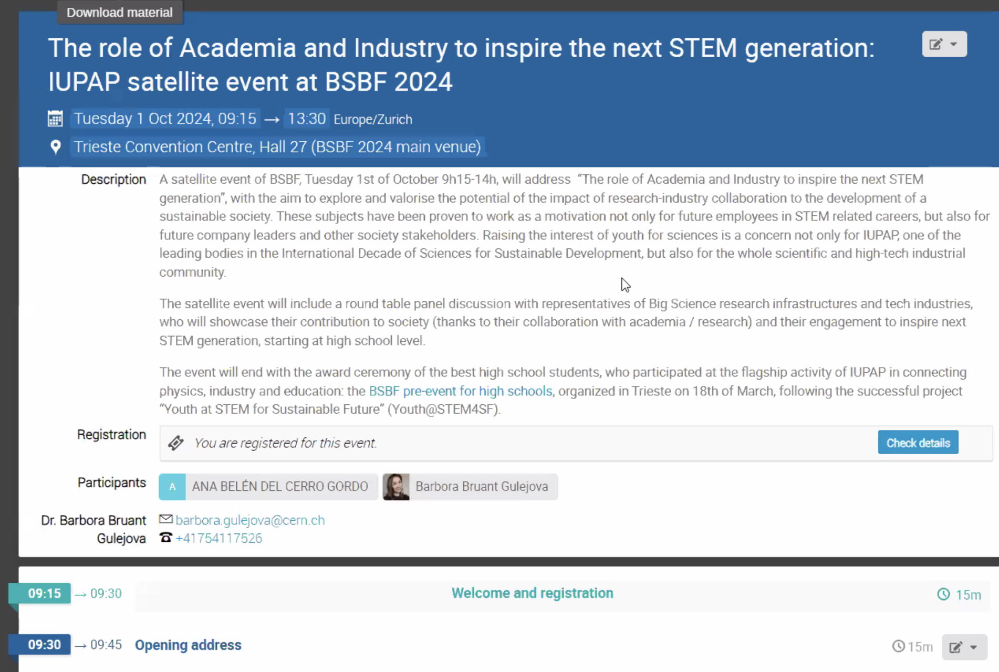 Download material
The role of Academia and Industry to inspire the next STEM generation:
IUPAP satellite event at BSBF 2024
Tuesday 1 Oct 2024, 09:15 → 13:30 Europe/Zurich
Trieste Convention Centre, Hall 27 (BSBF 2024 main venue)
Description A satellite event of BSBF, Tuesday 1st of October 9h15-14h, will address “The role of Academia and Industry to inspire the next STEM
generation”, with the aim to explore and valorise the potential of the impact of research-industry collaboration to the development of a
sustainable society. These subjects have been proven to work as a motivation not only for future employees in STEM related careers, but also for
future company leaders and other society stakeholders. Raising the interest of youth for sciences is a concern not only for IUPAP, one of the
leading bodies in the International Decade of Sciences for Sustainable Development, but also for the whole scientific and high-tech industrial
community.
The satellite event will include a round table panel discussion with representatives of Big Science research infrastructures and tech industries,
who will showcase their contribution to society (thanks to their collaboration with academia / research) and their engagement to inspire next
STEM generation, starting at high school level.
The event will end with the award ceremony of the best high school students, who participated at the flagship activity of IUPAP in connecting
physics, industry and education: the BSBF pre-event for high schools, organized in Trieste on 18th of March, following the successful project
“Youth at STEM for Sustainable Future” (Youth@STEM4SF).
Registration You are registered for this event. Check details
Participants A ANA BELÉN DEL CERRO GORDO Barbora Bruant Gulejova
Dr. Barbora Bruant barbora.gulejova@cern.ch
Gulejova +41754117526
09:15 → 09:30 Welcome and registration 15m
09:30 → 09:45 Opening address 15m